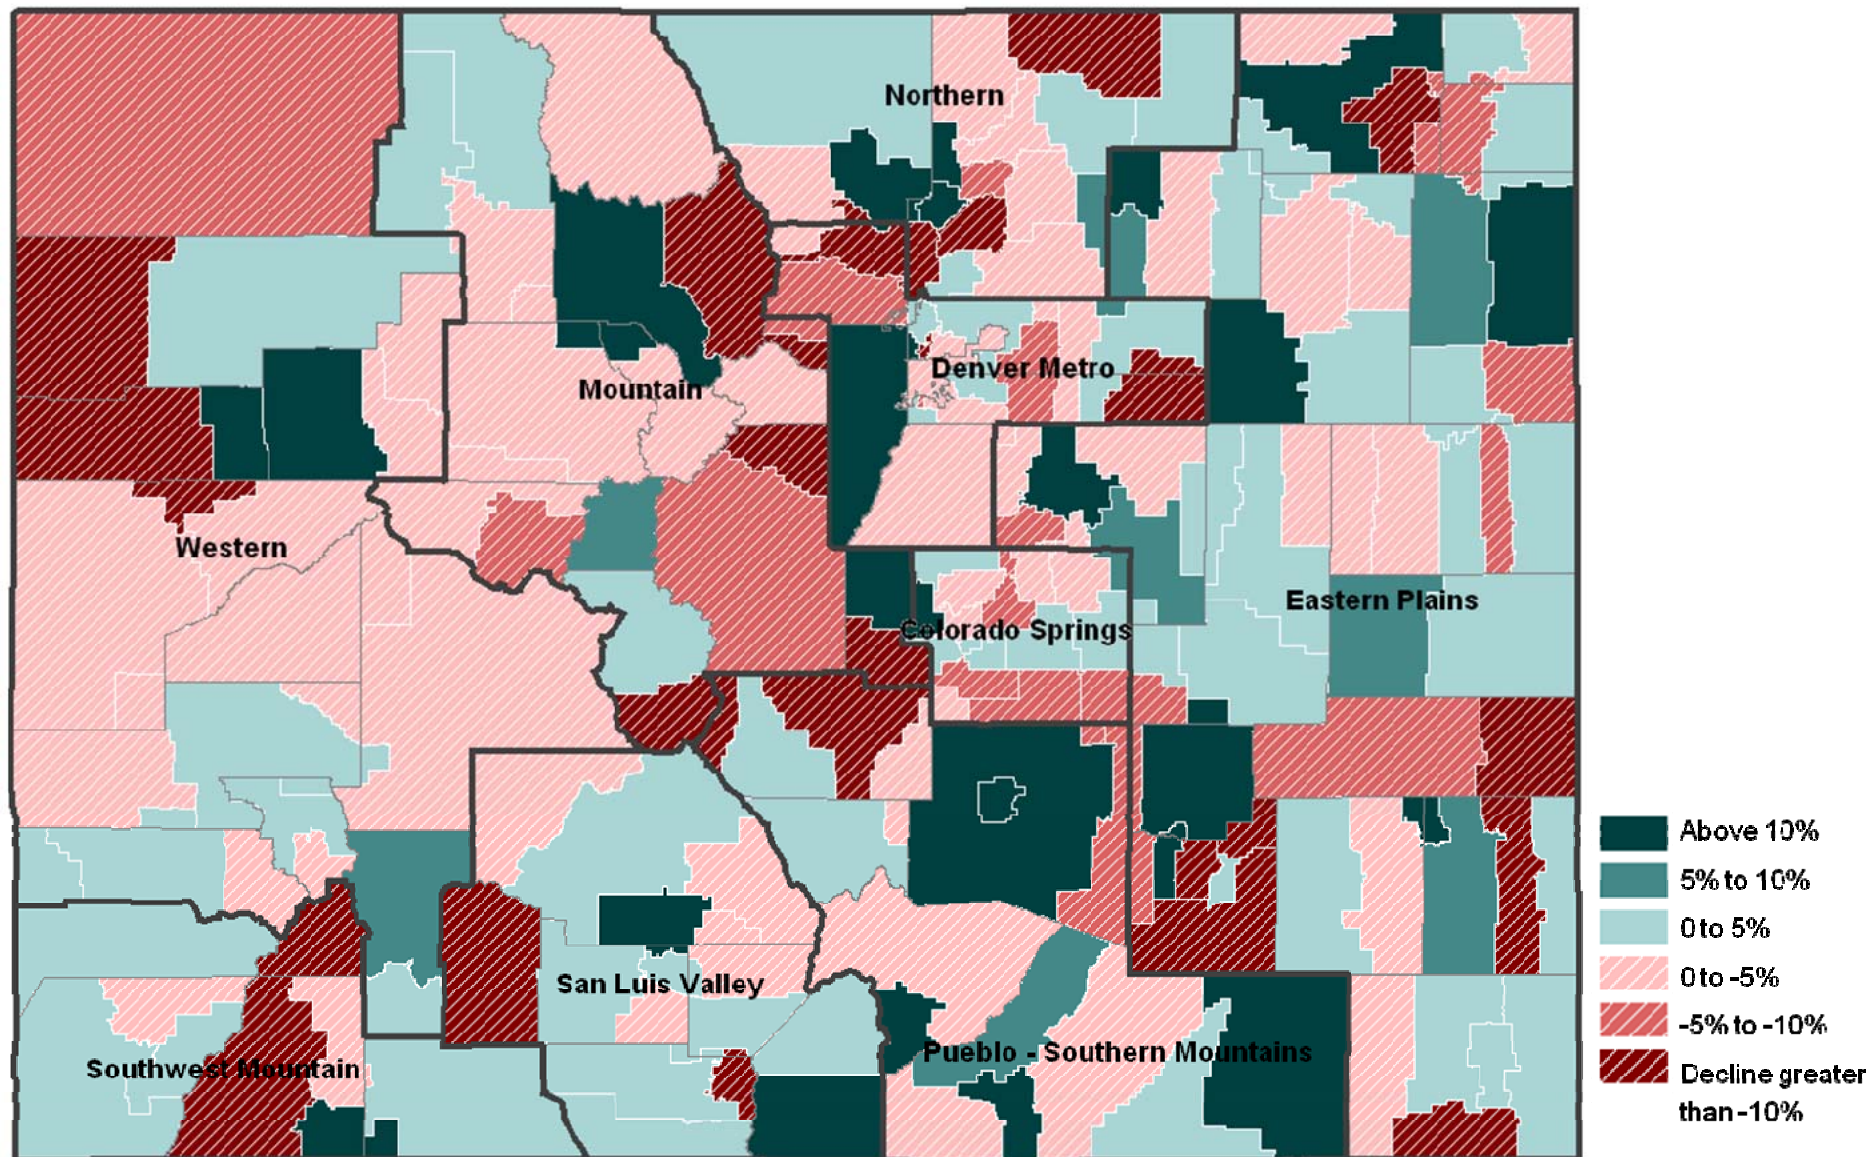 Northern
Denver Metro
Mountain
Western
Eastern Plains
Colorado Springs
San Luis Valley
Pueblo - Southern Mountains
Southwest Mountain
Above 10%
5% to 10%
0 to 5%
0 to -5%
-5% to -10%
Decline greater
than -10%